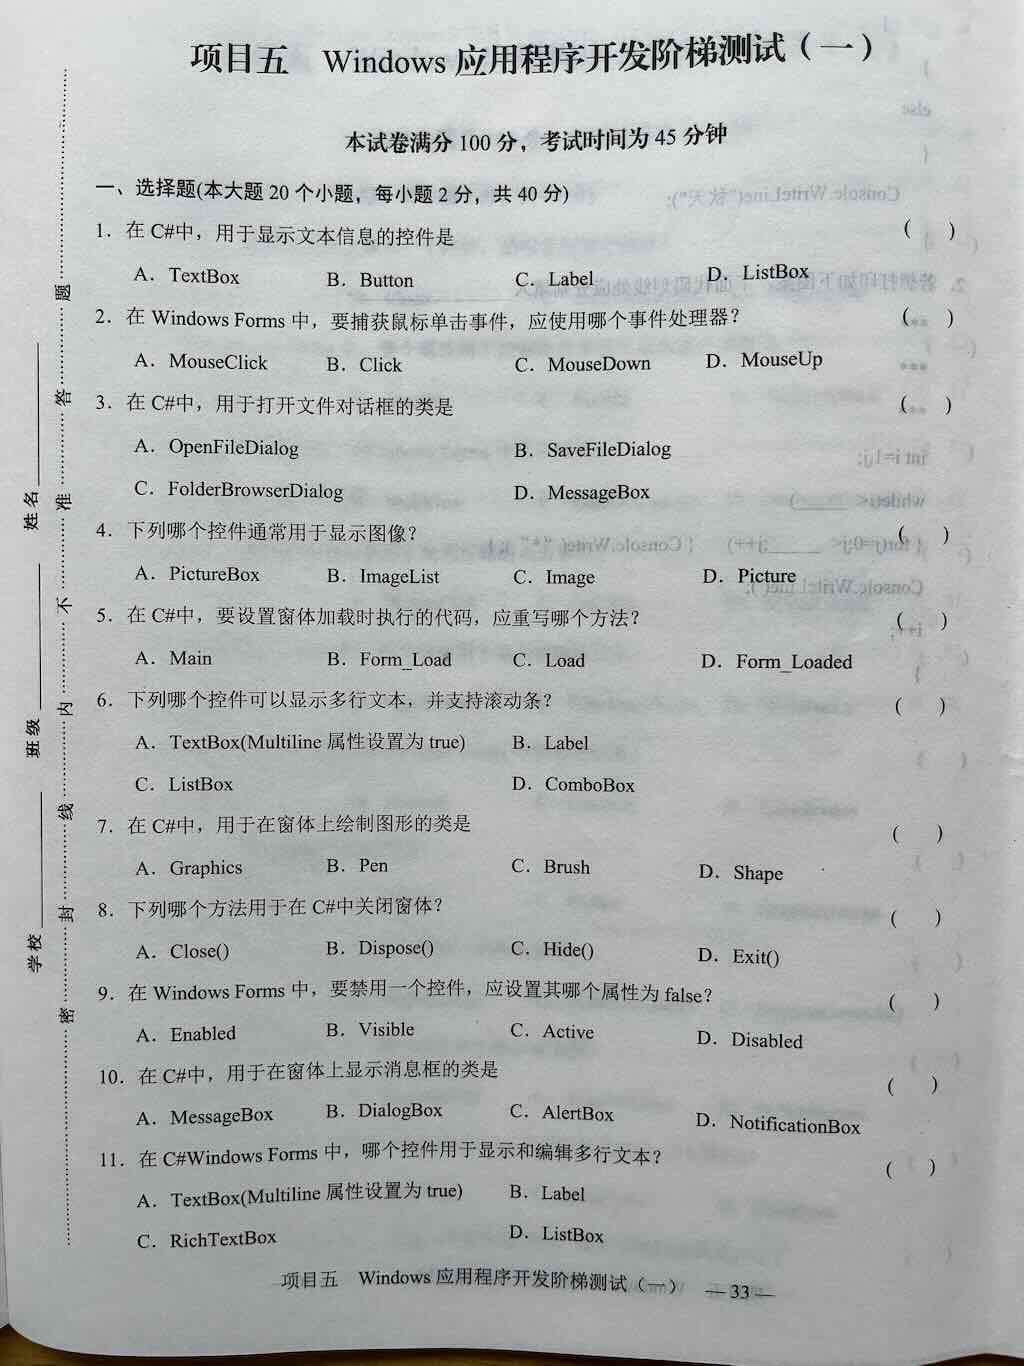 项目五 Windows 应用程序开发阶梯测试（一）
本试卷满分 100 分，考试时间为 45 分钟
一、选择题(本大题 20 个小题，每小题 2 分，共 40 分)
1．在 C#中，用于显示文本信息的控件是 ( )
A．TextBox B．Button C．Label D．ListBox
2．在 Windows Forms 中，要捕获鼠标单击事件，应使用哪个事件处理器？ ( )
A．MouseClick B．Click C．MouseDown D．MouseUp
3．在 C#中，用于打开文件对话框的类是 ( )
A．OpenFileDialog B．SaveFileDialog
C．FolderBrowserDialog D．MessageBox
4．下列哪个控件通常用于显示图像？ ( )
A．PictureBox B．ImageList C．Image D．Picture
5．在 C#中，要设置窗体加载时执行的代码，应重写哪个方法？ ( )
A．Main B．Form_Load C．Load D．Form_Loaded
6．下列哪个控件可以显示多行文本，并支持滚动条？ ( )
A．TextBox(Multiline 属性设置为 true) B．Label
C．ListBox D．ComboBox
7．在 C#中，用于在窗体上绘制图形的类是 ( )
A．Graphics B．Pen C．Brush D．Shape
8．下列哪个方法用于在 C#中关闭窗体？ ( )
A．Close() B．Dispose() C．Hide() D．Exit()
9．在 Windows Forms 中，要禁用一个控件，应设置其哪个属性为 false？ ( )
A．Enabled B．Visible C．Active D．Disabled
10．在 C#中，用于在窗体上显示消息框的类是 ( )
A．MessageBox B．DialogBox C．AlertBox D．NotificationBox
11．在 C#Windows Forms 中，哪个控件用于显示和编辑多行文本？ ( )
A．TextBox(Multiline 属性设置为 true) B．Label
C．RichTextBox D．ListBox
项目五 Windows 应用程序开发阶梯测试（一） — 33 —
学校 班级 姓名
密 封 线 内 不 准 答 题